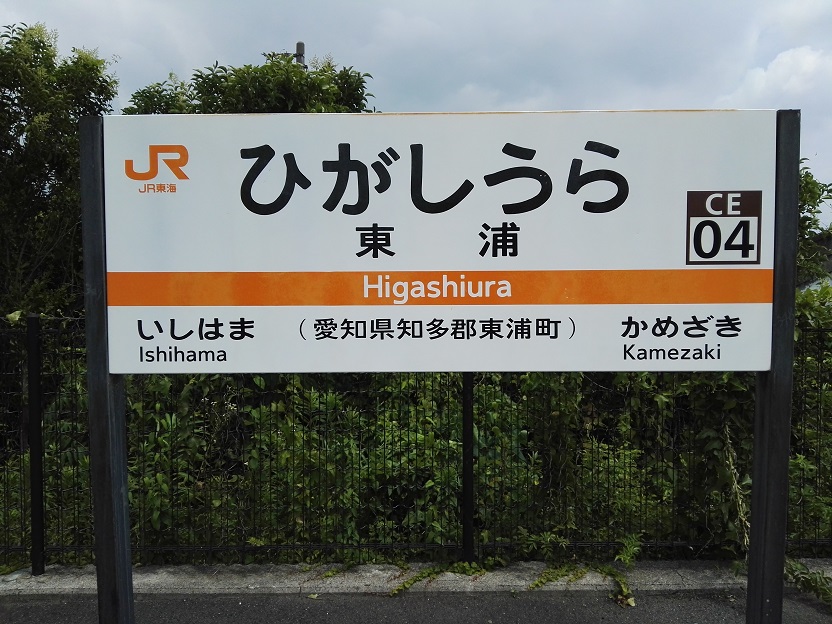 JR
JR東海
ひがしうら
東浦
CE
04
Higashiura
いしはま
Ishihama
(愛知県知多郡東浦町)
かめざき
Kamezaki